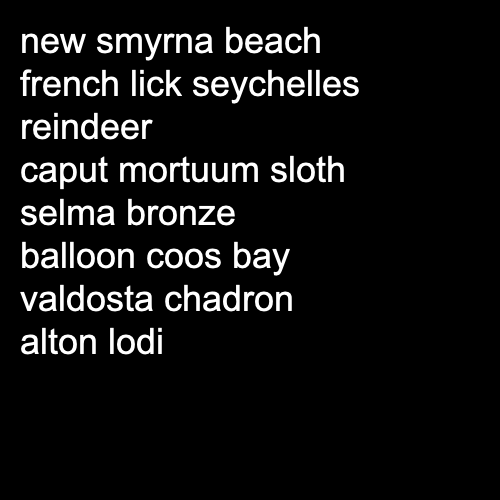 new smyrna beach
french lick seychelles
reindeer
caput mortuum sloth
selma bronze
balloon coos bay
valdosta chadron
alton lodi